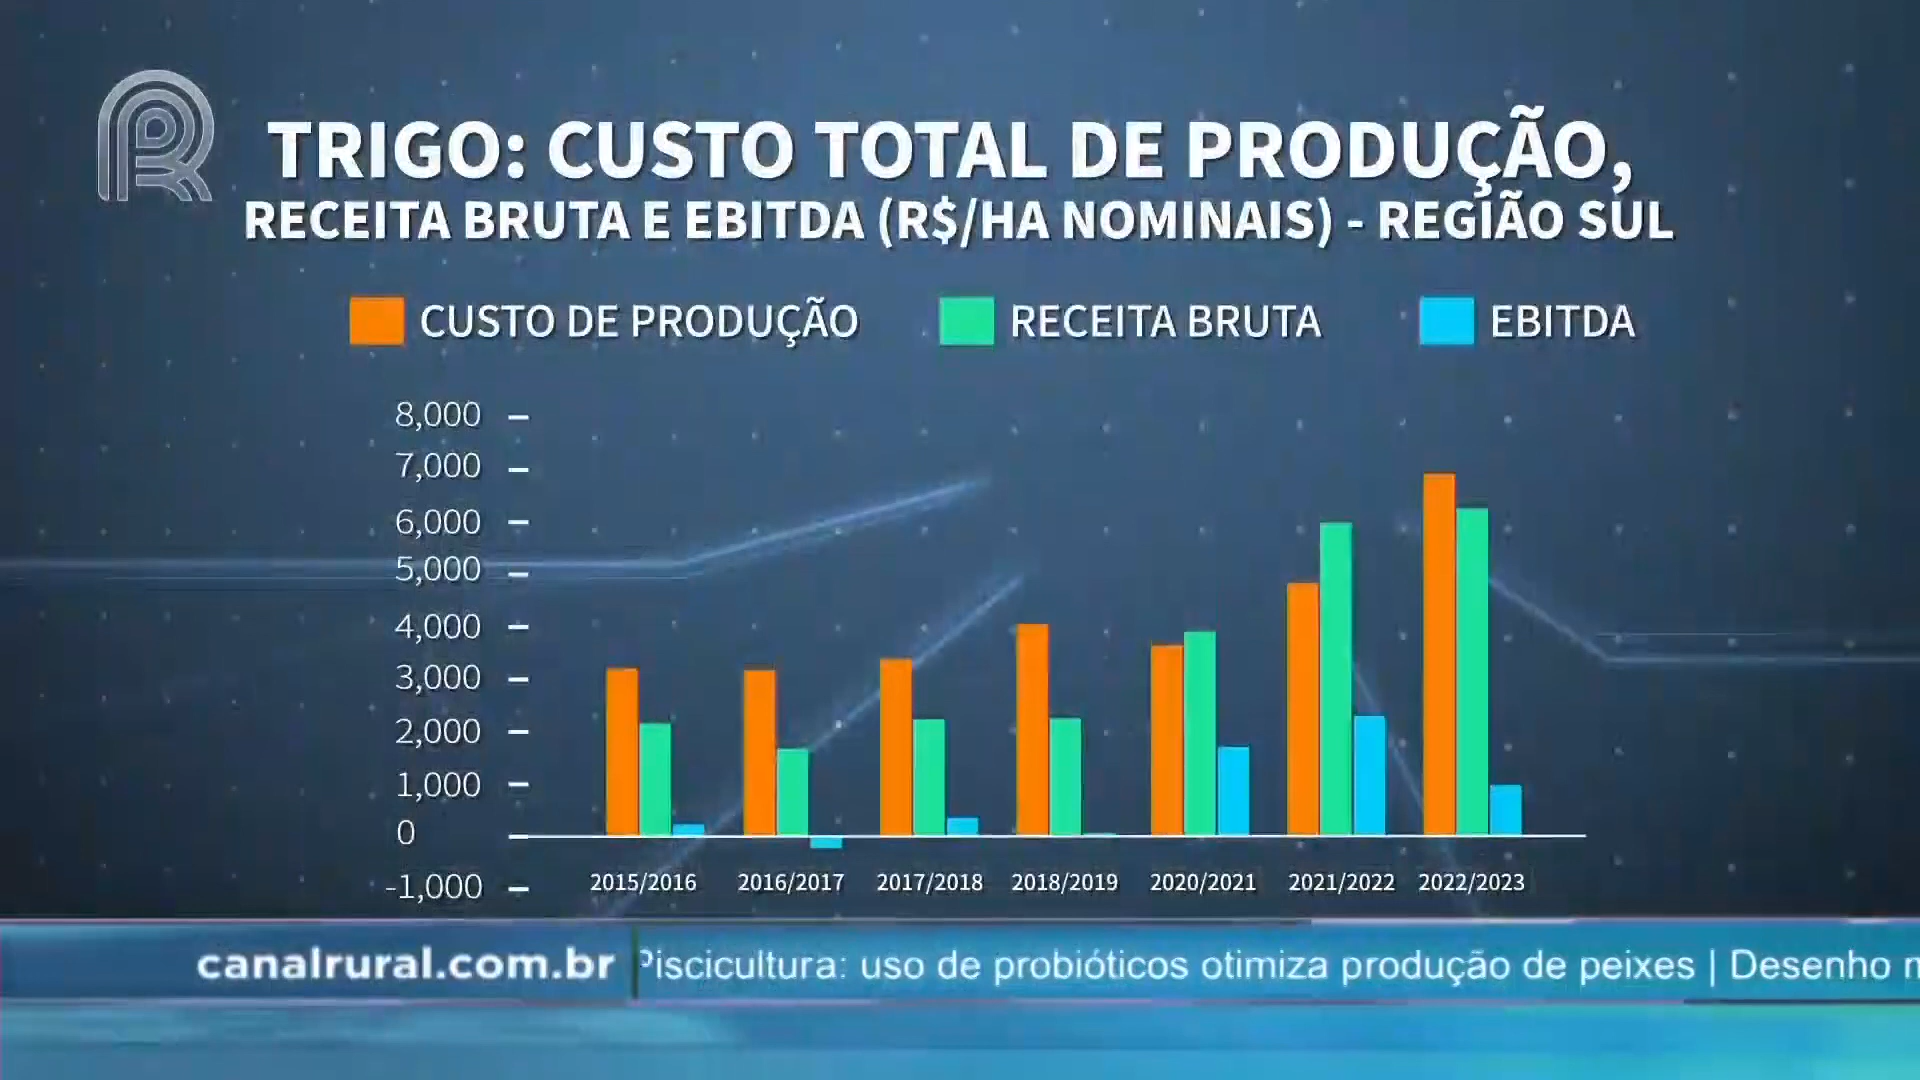 TRIGO: CUSTO TOTAL DE PRODUÇÃO,
RECEITA BRUTA E EBITDA (R$/HA NOMINAIS) - REGIÃO SUL
CUSTO DE PRODUÇÃO RECEITA BRUTA EBITDA
8,000
7,000
6,000
5,000
4,000
3,000
2,000
1,000
0
-1,000
2015/2016 2016/2017 2017/2018 2018/2019 2020/2021 2021/2022 2022/2023
canalrural.com.br Piscicultura: uso de probióticos otimiza produção de peixes | Desenho